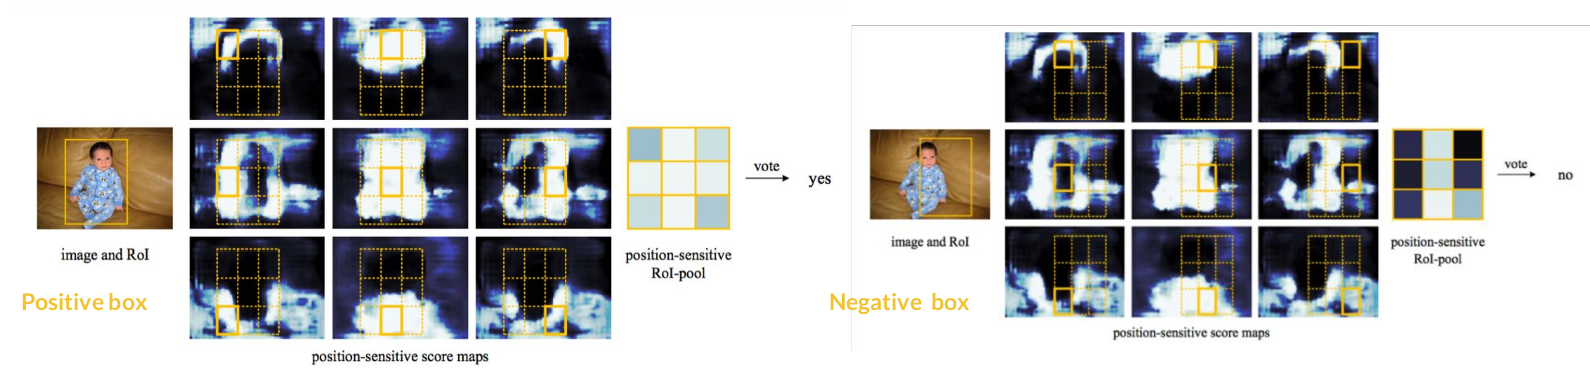 vote
yes
image and RoI
position-sensitive
RoI-pool
Positive box
position-sensitive score maps
vote
no
image and RoI
position-sensitive
RoI-pool
Negative box
position-sensitive score maps